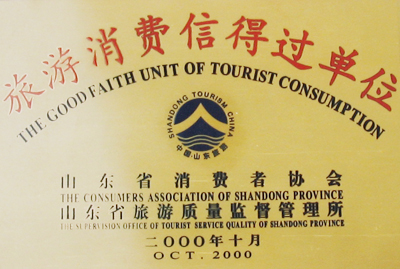 旅游消费信得过单位
THE GOOD FAITH UNIT OF TOURIST CONSUMPTION
SHANDONG TOURISM CHINA
中国·山东旅游
山东省消费者协会
THE CONSUMERS ASSOCIATION OF SHANDONG PROVINCE
山东省旅游质量监督管理所
THE SUPERVISION OFFICE OF TOURIST SERVICE QUALITY OF SHANDONG PROVINCE
二000年十月
OCT. 2000